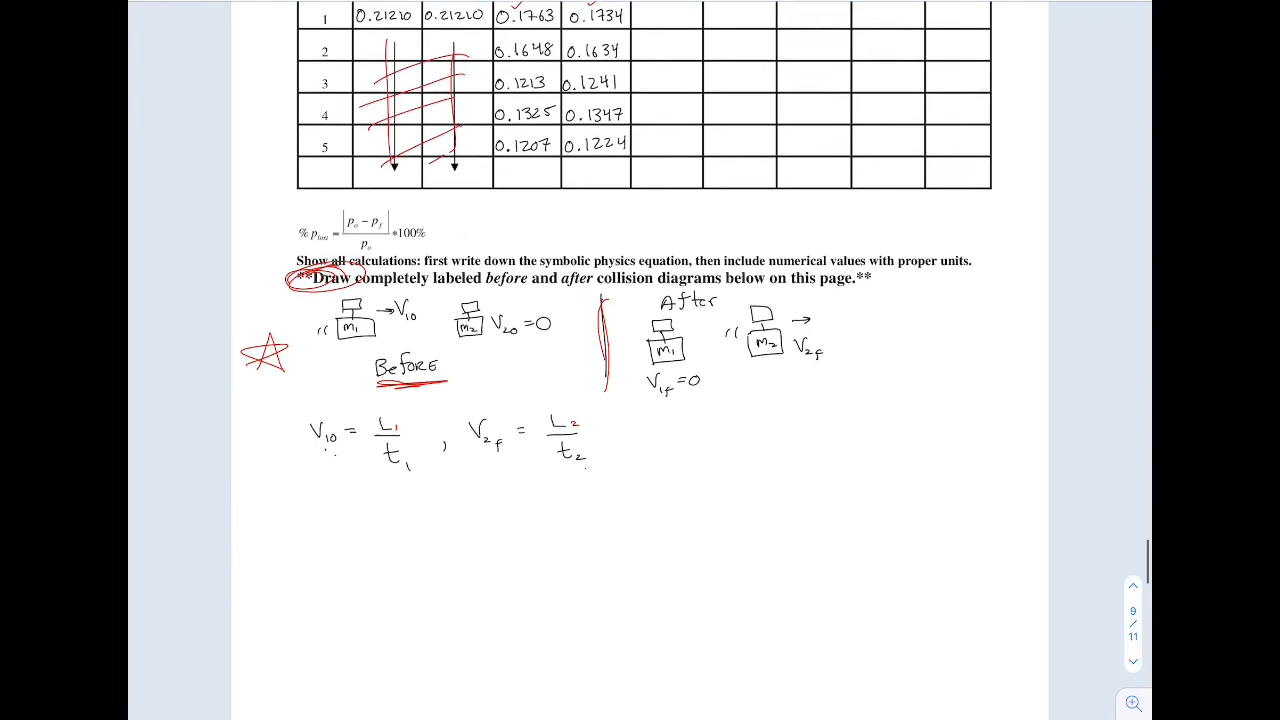 1 0.21210 0.21210 0.1763 0.1734
2 0.1648 0.1634
3 0.1213 0.1241
4 0.1325 0.1347
5 0.1207 0.1224
% p_lost = |p_o − p_f| / p_o *100%
Show all calculations: first write down the symbolic physics equation, then include numerical values with proper units.
**Draw completely labeled before and after collision diagrams below on this page.**
After
m₁ → V₁₀ m₂ V₂₀ = 0 m₁ m₂ → V₂f
Before
V₁f = 0
V₁₀ = L₁ / t₁ , V₂f = L₂ / t₂
9
/
11